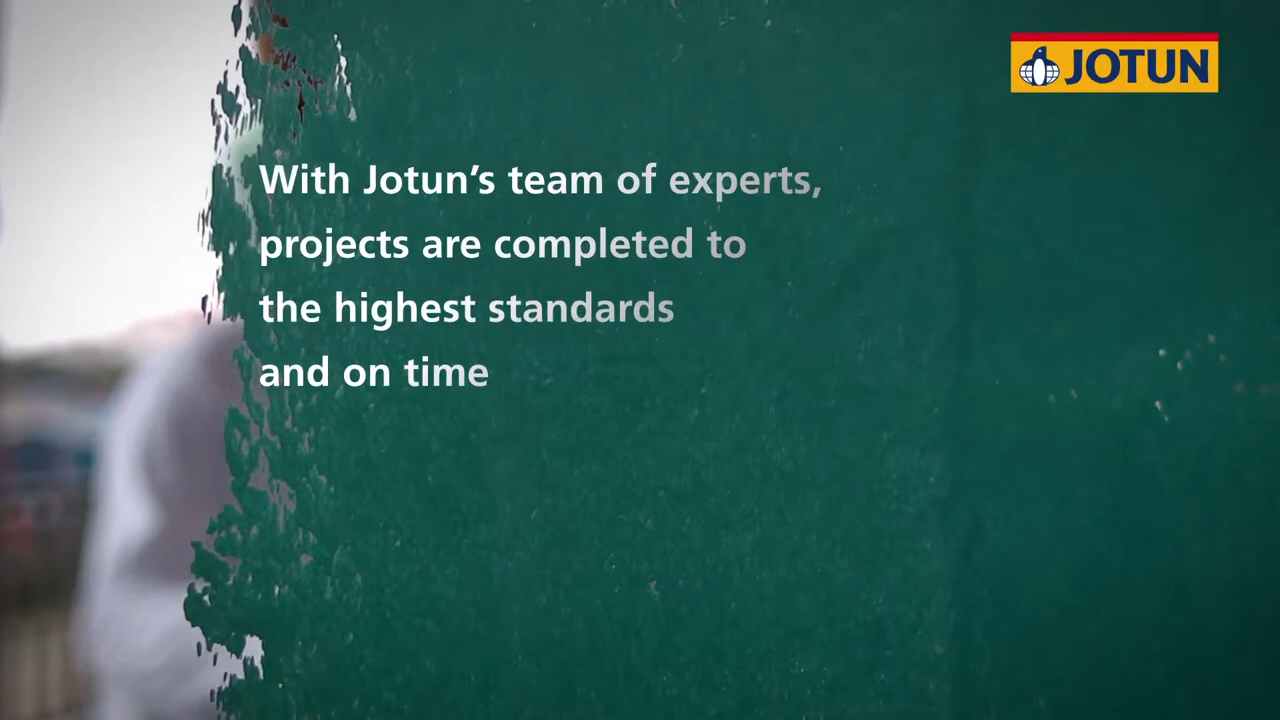 JOTUN
With Jotun’s team of experts,
projects are completed to
the highest standards
and on time